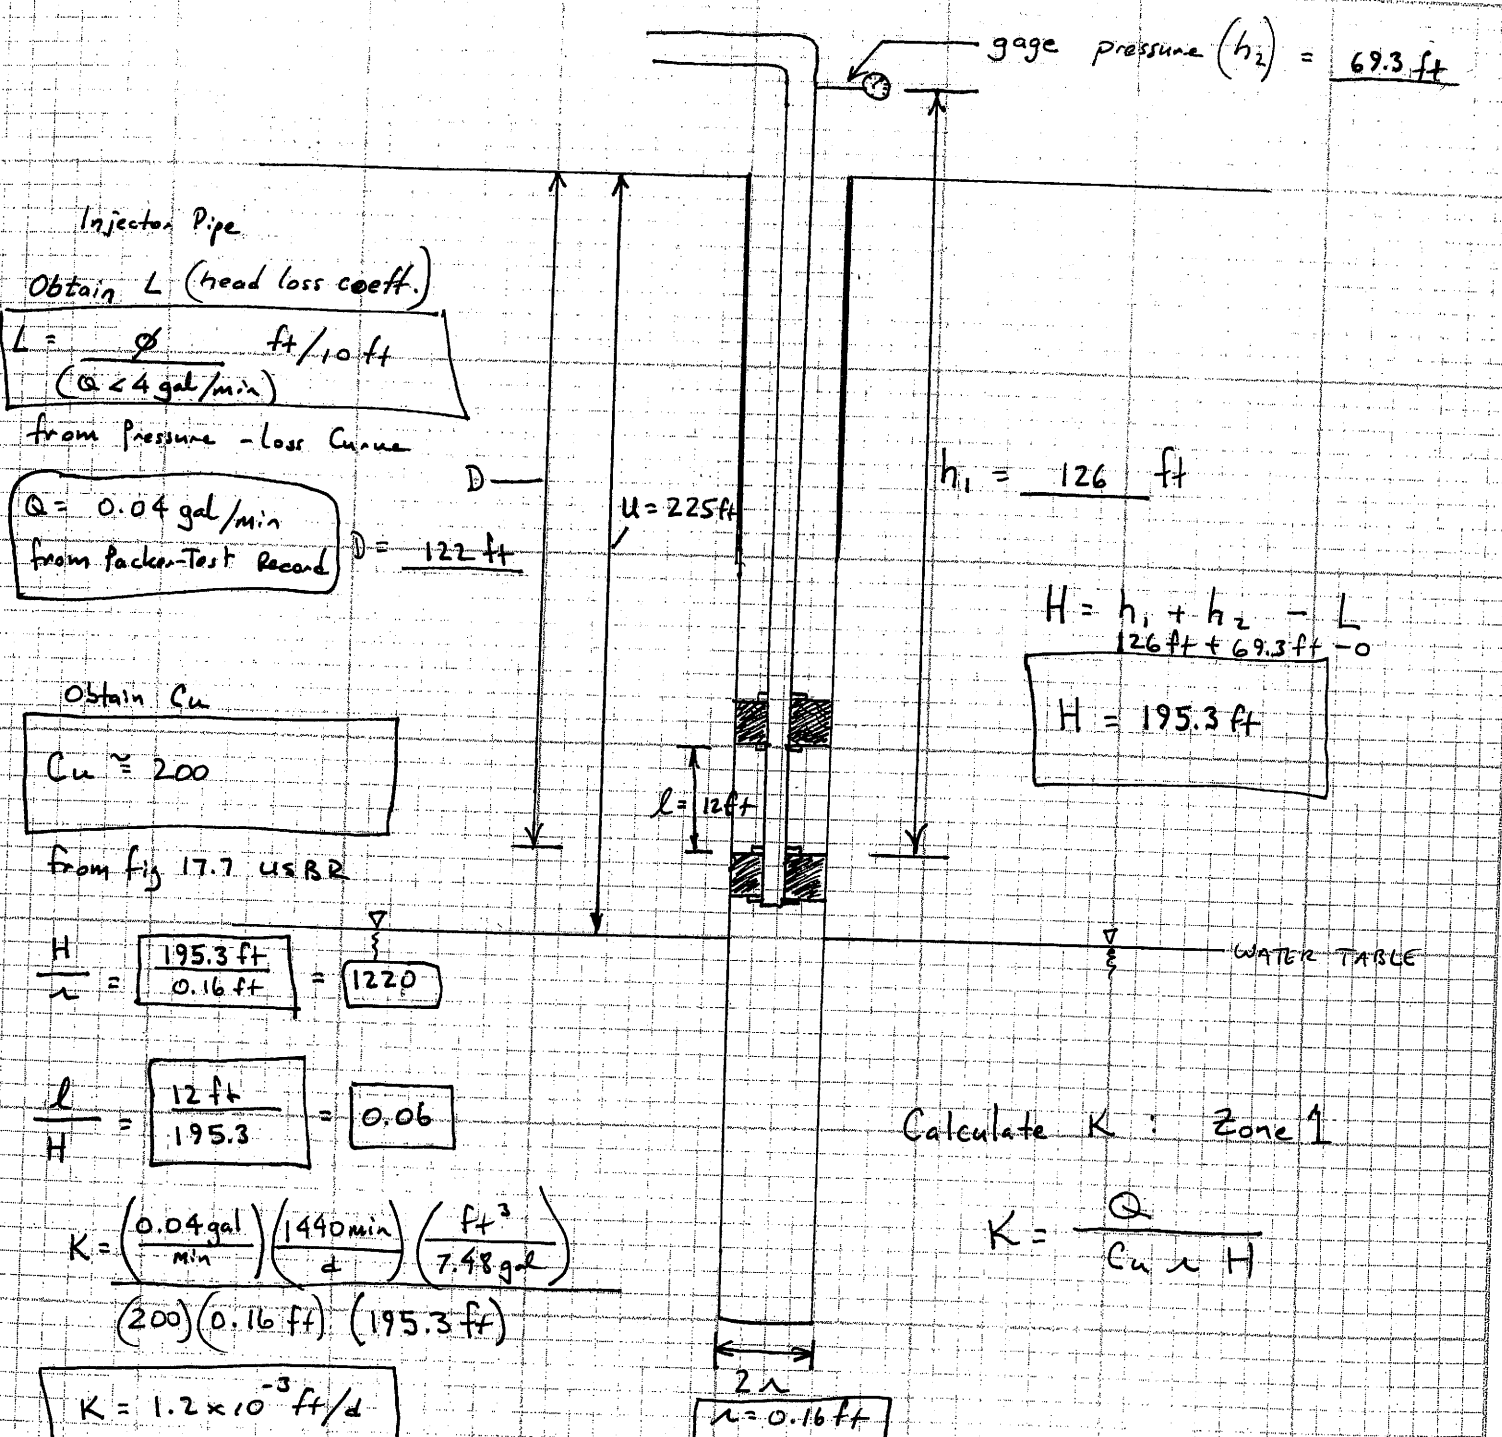 gage pressure (h₂) = 69.3 ft
Injector Pipe
Obtain L (head loss coeff.)
L = ∅ ft/10 ft
(Q < 4 gal/min)
from Pressure - Loss Curve
Q = 0.04 gal/min
from Packer-Test Record
D
D = 122 ft
u = 225 ft
h₁ = 126 ft
H = h₁ + h₂ - L
126 ft + 69.3 ft - 0
H = 195.3 ft
Obtain Cu
Cu ≅ 200
from fig 17.7 USBR
l = 12 ft
WATER TABLE
H/r = 195.3 ft/0.16 ft = 1220
l/H = 12 ft/195.3 = 0.06
Calculate K : Zone 1
K = Q/(Cu r H)
K = (0.04 gal/min)(1440 min/d)(ft³/7.48 gal)
(200)(0.16 ft)(195.3 ft)
K = 1.2 x 10⁻³ ft/d
2r
r = 0.16 ft